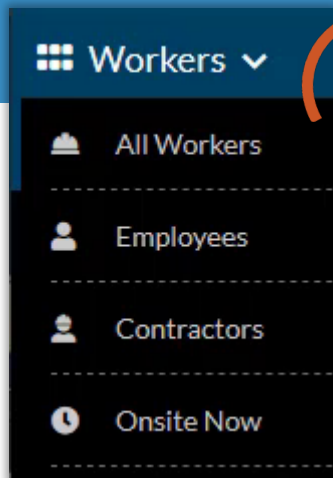 Workers
All Workers
Employees
Contractors
Onsite Now